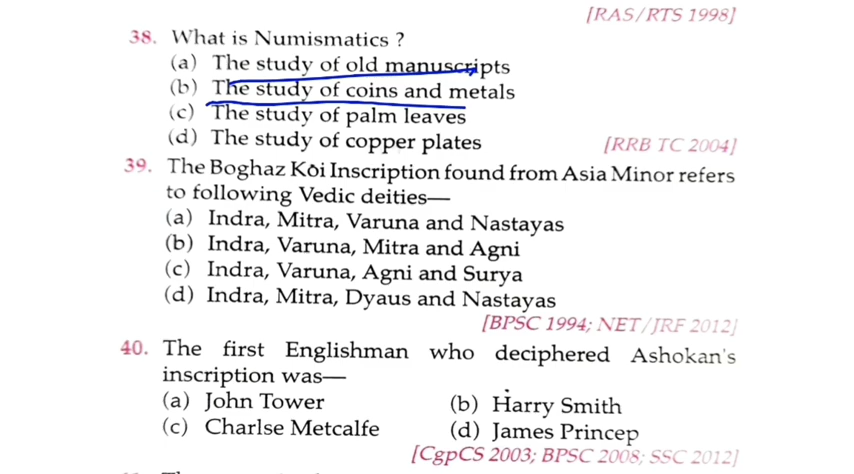 [RAS/RTS 1998]
38. What is Numismatics ?
(a) The study of old manuscripts
(b) The study of coins and metals
(c) The study of palm leaves
(d) The study of copper plates [RRB TC 2004]
39. The Boghaz Köi Inscription found from Asia Minor refers
to following Vedic deities—
(a) Indra, Mitra, Varuna and Nastayas
(b) Indra, Varuna, Mitra and Agni
(c) Indra, Varuna, Agni and Surya
(d) Indra, Mitra, Dyaus and Nastayas
[BPSC 1994; NET/JRF 2012]
40. The first Englishman who deciphered Ashokan's
inscription was—
(a) John Tower (b) Harry Smith
(c) Charlse Metcalfe (d) James Princep
[CgpCS 2003; BPSC 2008; SSC 2012]